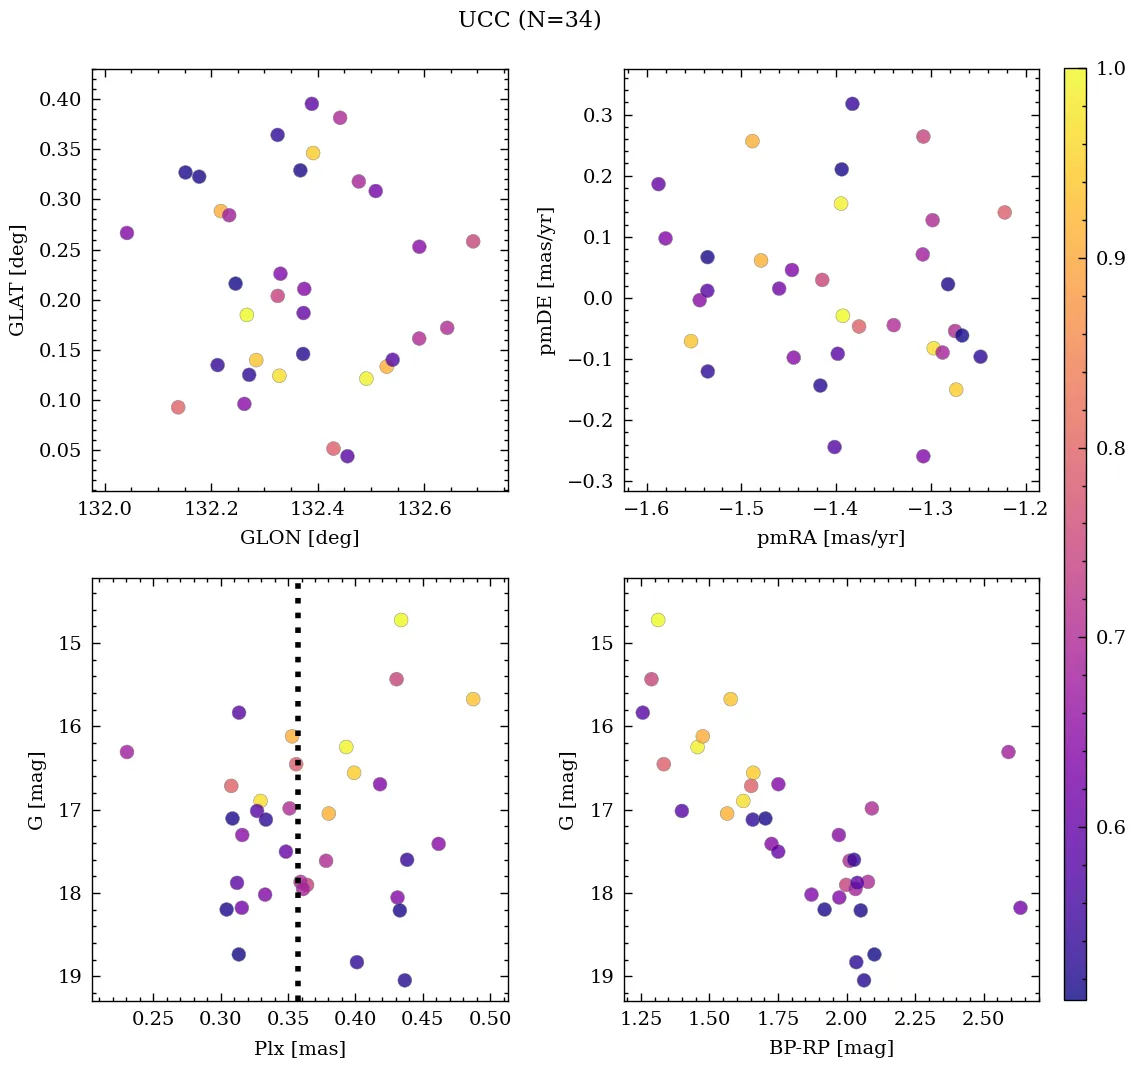 UCC (N=34)
0.40
0.35
0.30
0.25
0.20
0.15
0.10
0.05
GLAT [deg]
132.0 132.2 132.4 132.6
GLON [deg]
0.3
0.2
0.1
0.0
−0.1
−0.2
−0.3
pmDE [mas/yr]
−1.6 −1.5 −1.4 −1.3 −1.2
pmRA [mas/yr]
1.0
0.9
0.8
0.7
0.6
15
16
17
18
19
G [mag]
0.25 0.30 0.35 0.40 0.45 0.50
Plx [mas]
15
16
17
18
19
G [mag]
1.25 1.50 1.75 2.00 2.25 2.50
BP-RP [mag]